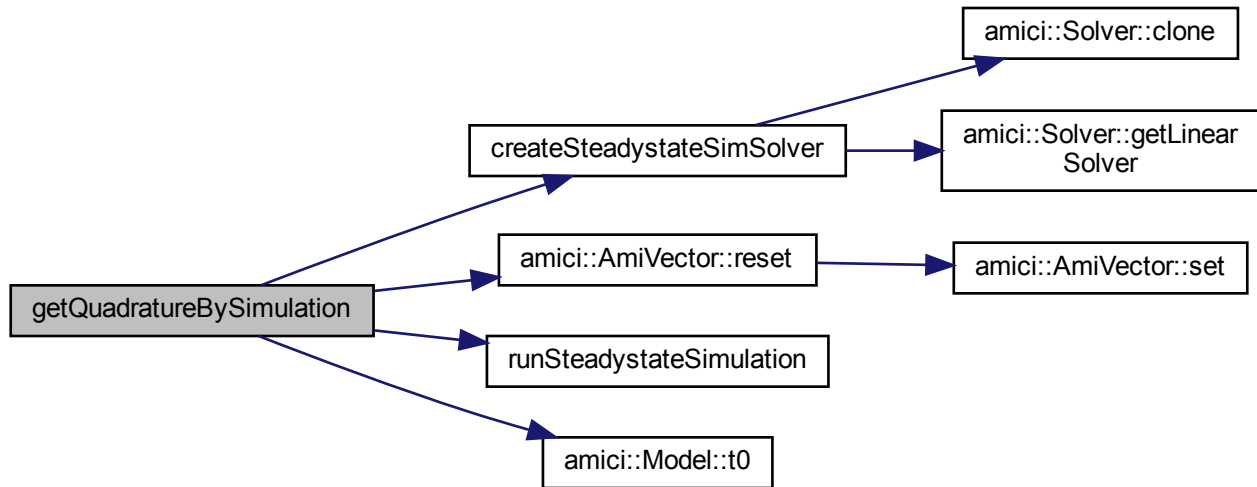 amici::Solver::clone
createSteadystateSimSolver
amici::Solver::getLinear
Solver
amici::AmiVector::reset
amici::AmiVector::set
getQuadratureBySimulation
runSteadystateSimulation
amici::Model::t0